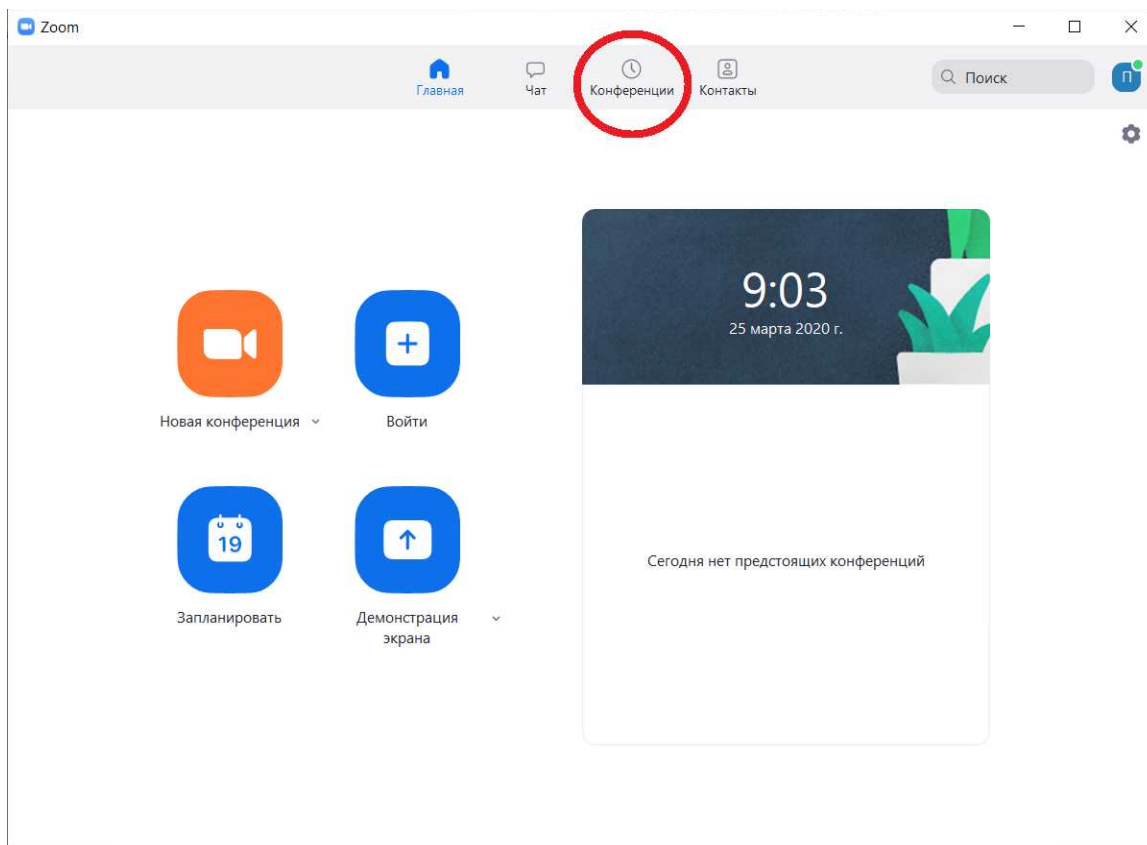 Zoom
Главная
Чат
Конференции
Контакты
Поиск
П
9:03
25 марта 2020 г.
Новая конференция
Войти
19
Запланировать
Демонстрация
экрана
Сегодня нет предстоящих конференций